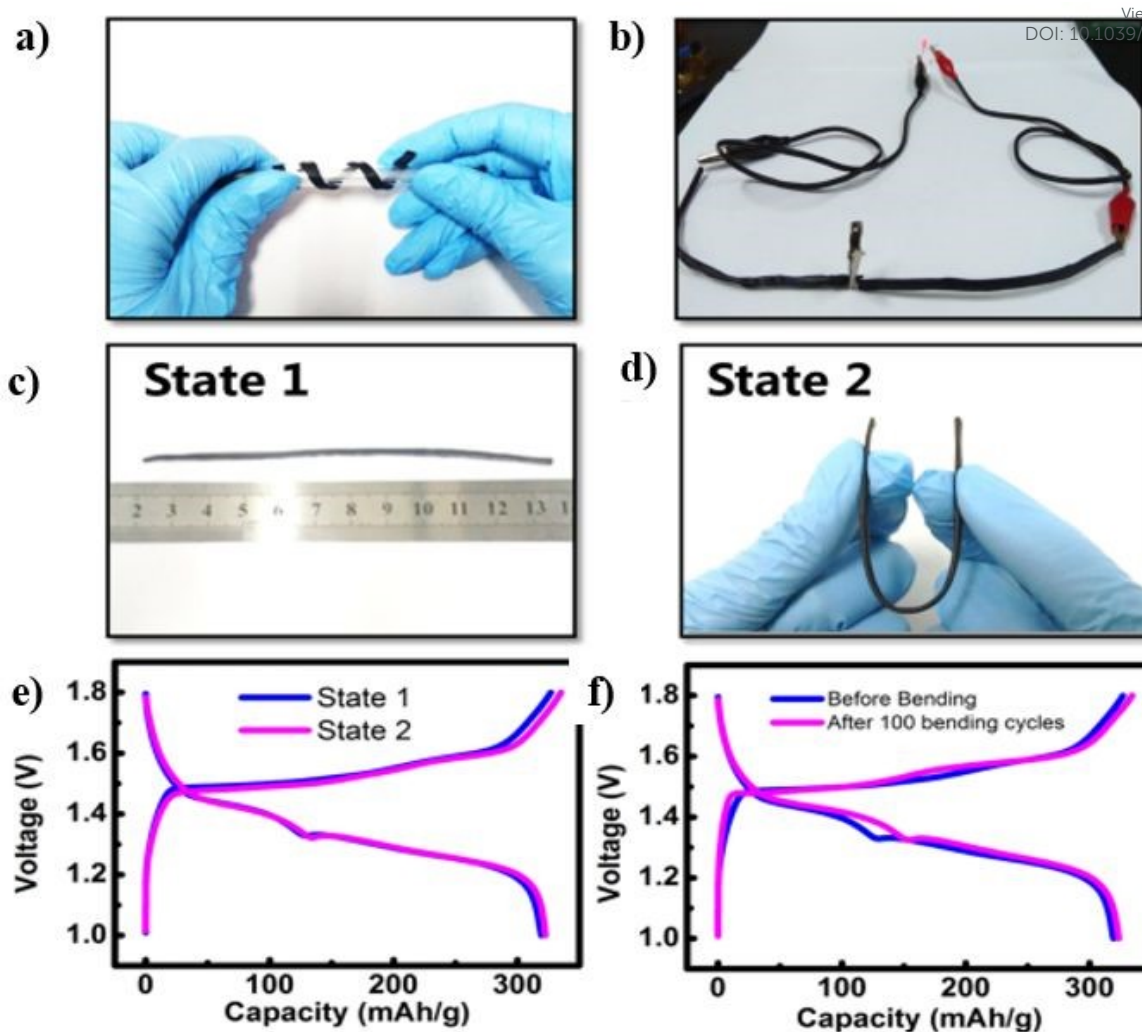 Vie
DOI: 10.1039/
a)
b)
c)
State 1
2 3 4 5 6 7 8 9 10 11 12 13 1
d)
State 2
e)
State 1
State 2
Voltage (V)
1.8
1.6
1.4
1.2
1.0
0 100 200 300
Capacity (mAh/g)
f)
Before Bending
After 100 bending cycles
Voltage (V)
1.8
1.6
1.4
1.2
1.0
0 100 200 300
Capacity (mAh/g)